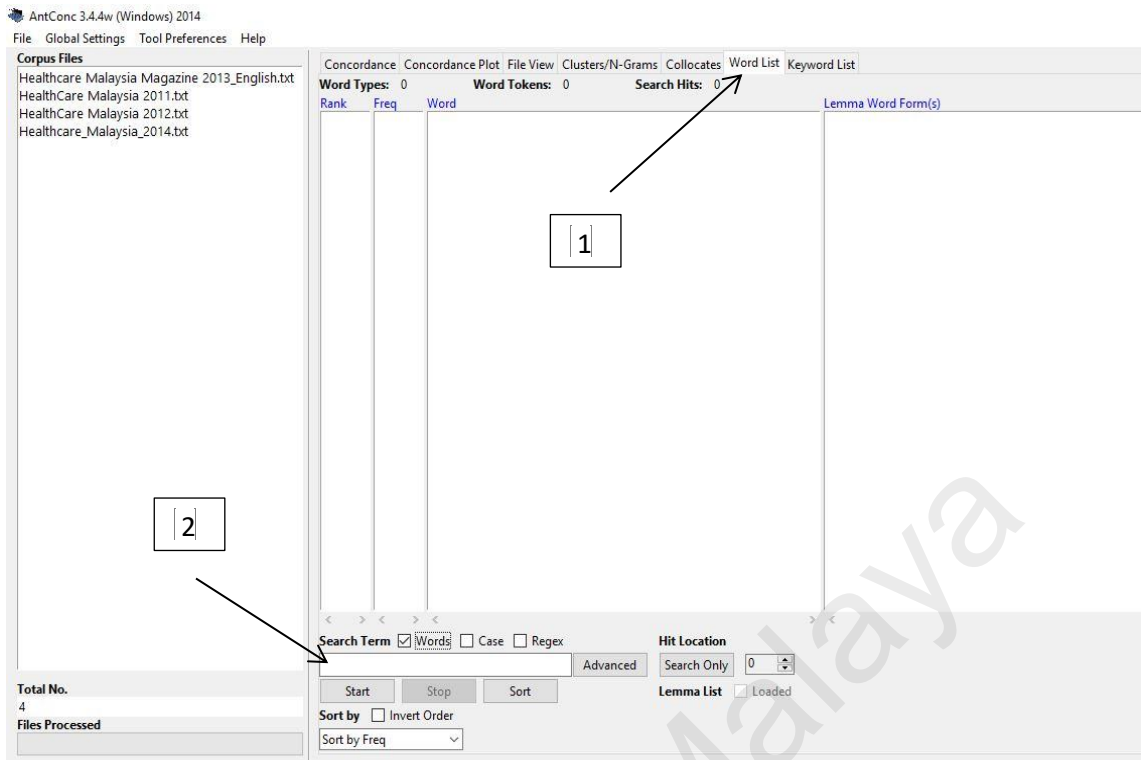 AntConc 3.4.4w (Windows) 2014
File Global Settings Tool Preferences Help
Corpus Files
Healthcare Malaysia Magazine 2013_English.txt
HealthCare Malaysia 2011.txt
HealthCare Malaysia 2012.txt
Healthcare_Malaysia_2014.txt
Concordance Concordance Plot File View Clusters/N-Grams Collocates Word List Keyword List
Word Types: 0 Word Tokens: 0 Search Hits: 0
Rank Freq Word Lemma Word Form(s)
1
2
Search Term Words Case Regex Hit Location
Advanced Search Only 0
Start Stop Sort Lemma List Loaded
Sort by Invert Order
Sort by Freq
Total No.
4
Files Processed
Malaya